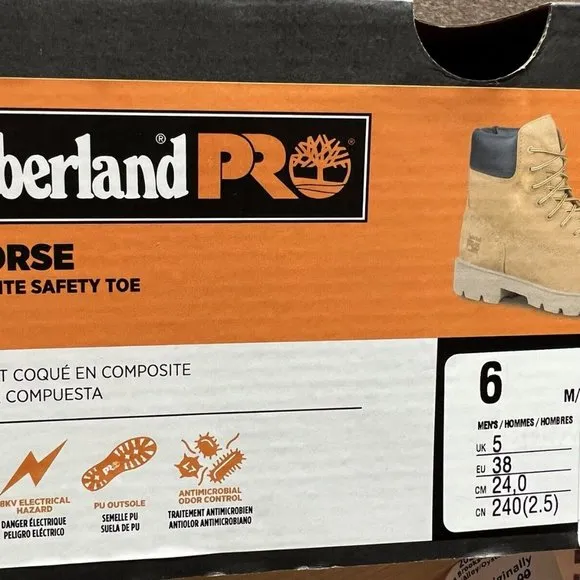 berland® PRO®
ORSE
ITE SAFETY TOE
T COQUÉ EN COMPOSITE
COMPUESTA
8KV ELECTRICAL
HAZARD
DANGER ÉLECTRIQUE
PELIGRO ELÉCTRICO
PU OUTSOLE
SEMELLE PU
SUELA DE PU
ANTIMICROBIAL
ODOR CONTROL
TRAITEMENT ANTIMICROBIEN
ANTIOLOR ANTIMICROBIANO
6
M/
MEN'S / HOMMES / HOMBRES
UK 5
EU 38
CM 24,0
CN 240(2.5)
iginally